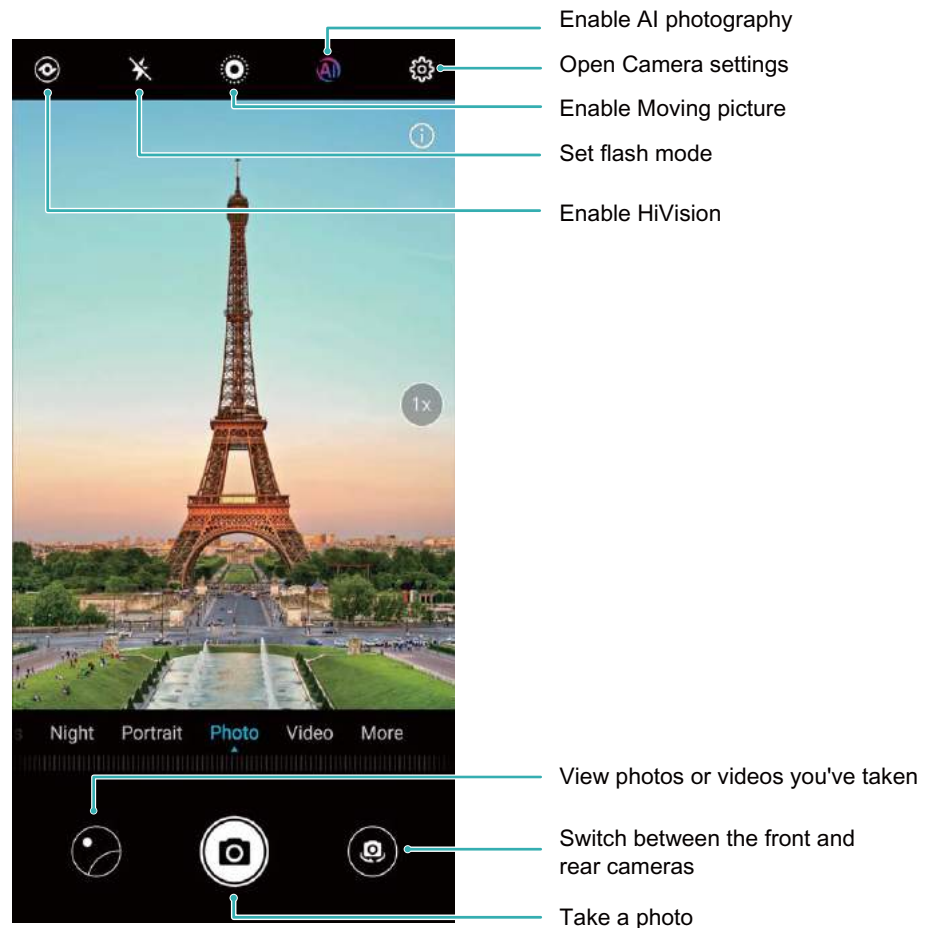 Enable AI photography
Open Camera settings
Enable Moving picture
Set flash mode
Enable HiVision
AI
1x
s Night Portrait Photo Video More
View photos or videos you've taken
Switch between the front and
rear cameras
Take a photo